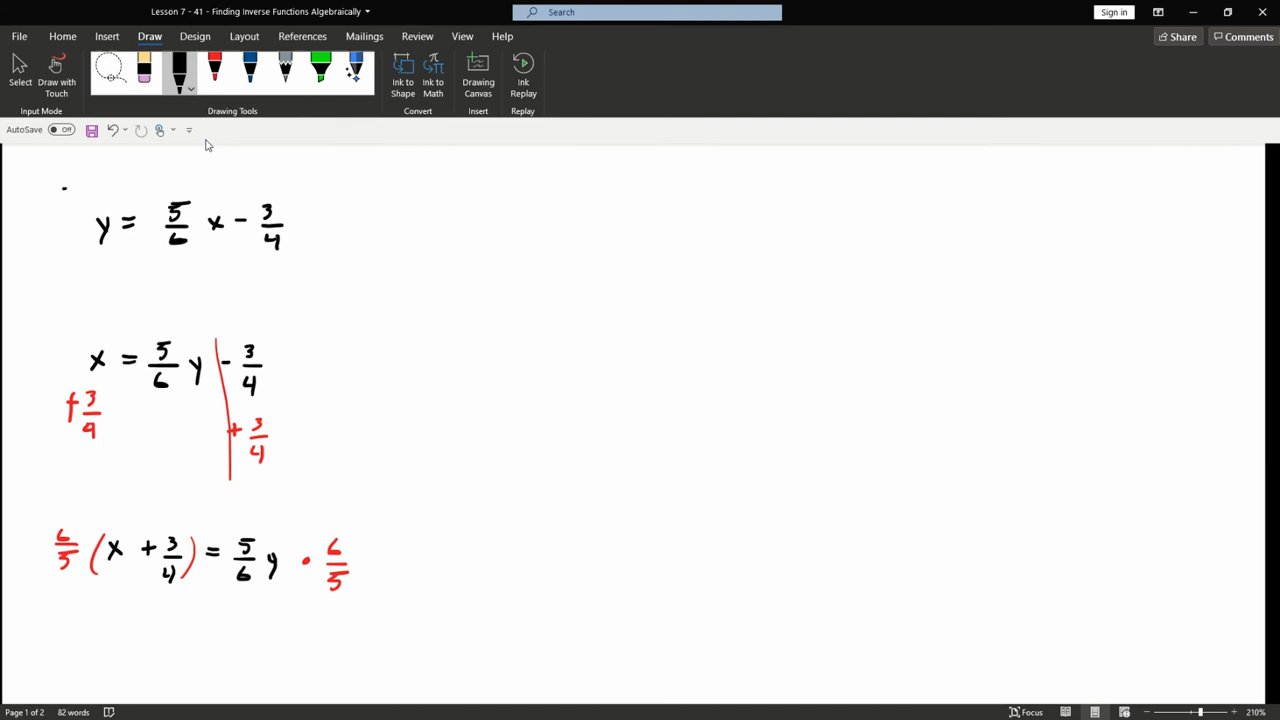 Lesson 7 - 41 - Finding Inverse Functions Algebraically
Search
Sign in
File Home Insert Draw Design Layout References Mailings Review View Help
Share Comments
Select
Draw with Touch
Ink to Shape
Ink to Math
Drawing Canvas
Ink Replay
Input Mode Drawing Tools Convert Insert Replay
AutoSave Off
y = 5/6 x - 3/4
x = 5/6 y - 3/4
+ 3/4 + 3/4
6/5 (x + 3/4) = 5/6 y · 6/5
Page 1 of 2 82 words Focus 210%